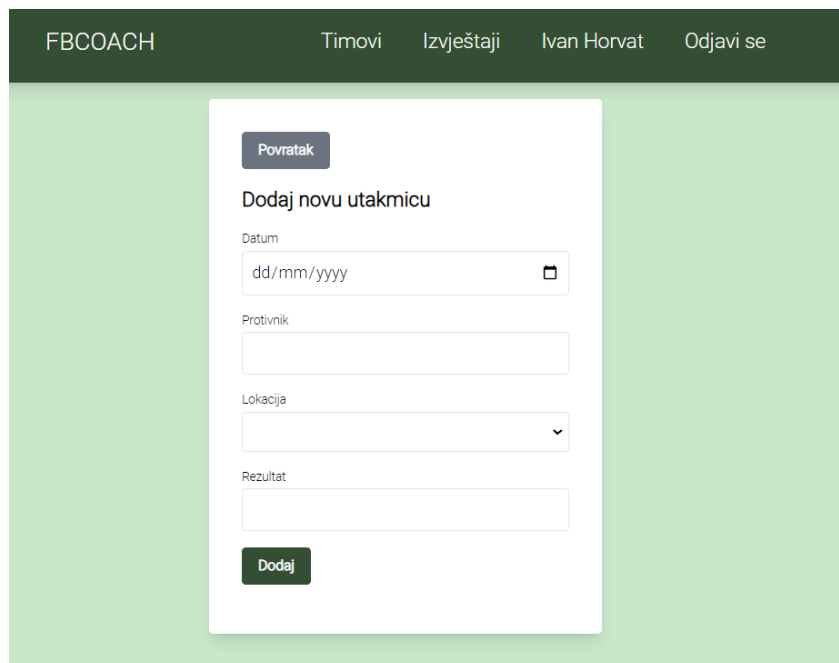 FBCOACH Timovi Izvještaji Ivan Horvat Odjavi se
Povratak
Dodaj novu utakmicu
Datum
dd/mm/yyyy
Protivnik
Lokacija
Rezultat
Dodaj